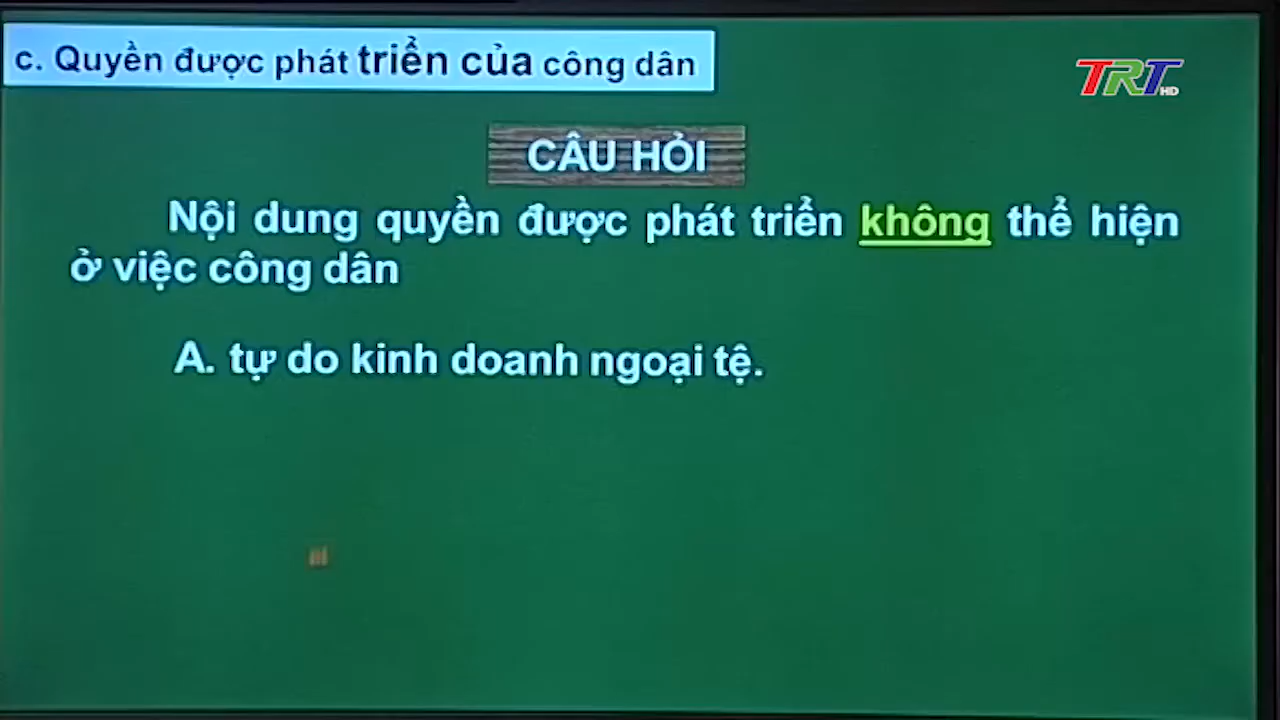 c. Quyền được phát triển của công dân
TRT HD
CÂU HỎI
Nội dung quyền được phát triển không thể hiện
ở việc công dân
A. tự do kinh doanh ngoại tệ.